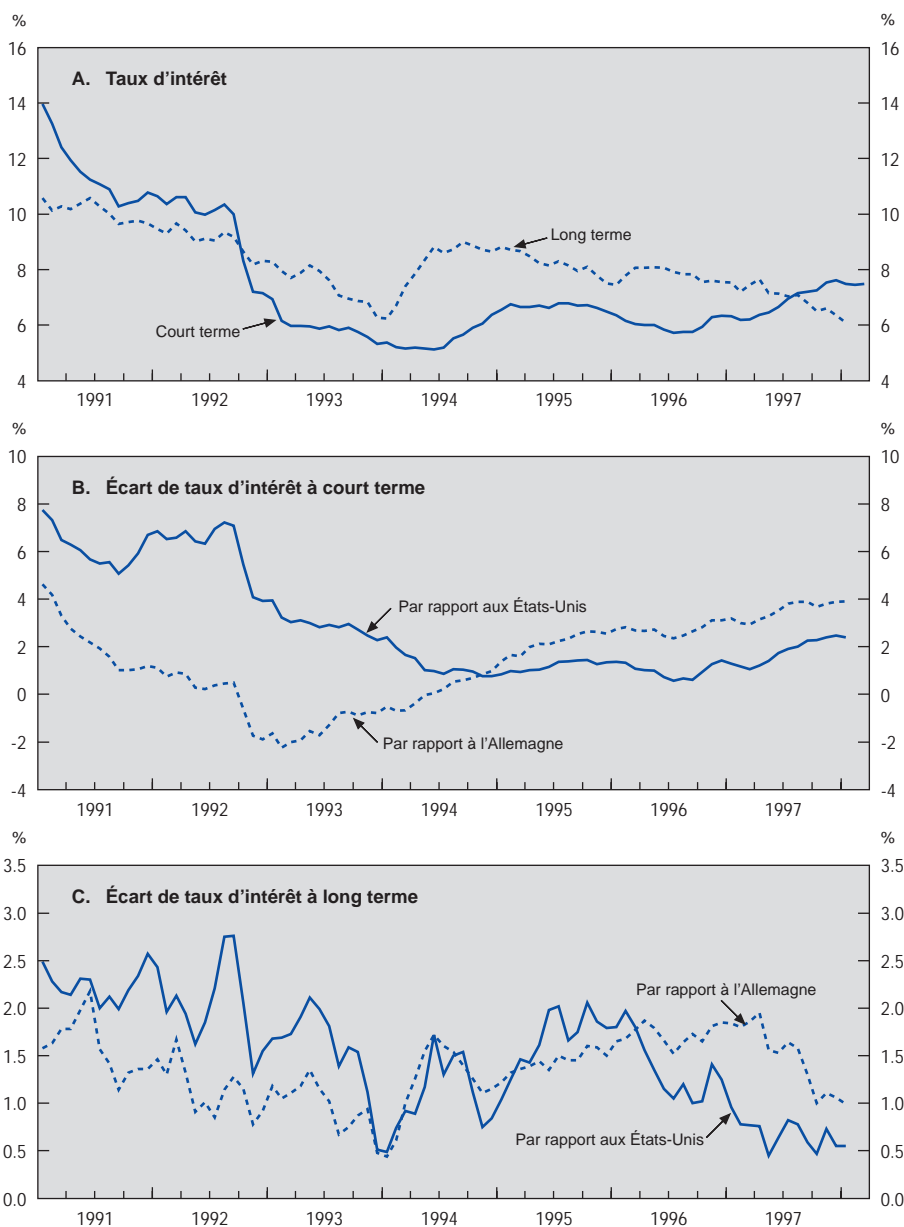 % %
16 16
A. Taux d'intérêt
14 14
12 12
10 10
Long terme
8 8
Court terme
6 6
4 4
1991 1992 1993 1994 1995 1996 1997
% %
10 10
B. Écart de taux d'intérêt à court terme
8 8
6 6
4 4
Par rapport aux États-Unis
2 2
0 0
-2 -2
Par rapport à l'Allemagne
-4 -4
1991 1992 1993 1994 1995 1996 1997
% %
3.5 3.5
C. Écart de taux d'intérêt à long terme
3.0 3.0
2.5 2.5
Par rapport à l'Allemagne
2.0 2.0
1.5 1.5
1.0 1.0
Par rapport aux États-Unis
0.5 0.5
0.0 0.0
1991 1992 1993 1994 1995 1996 1997